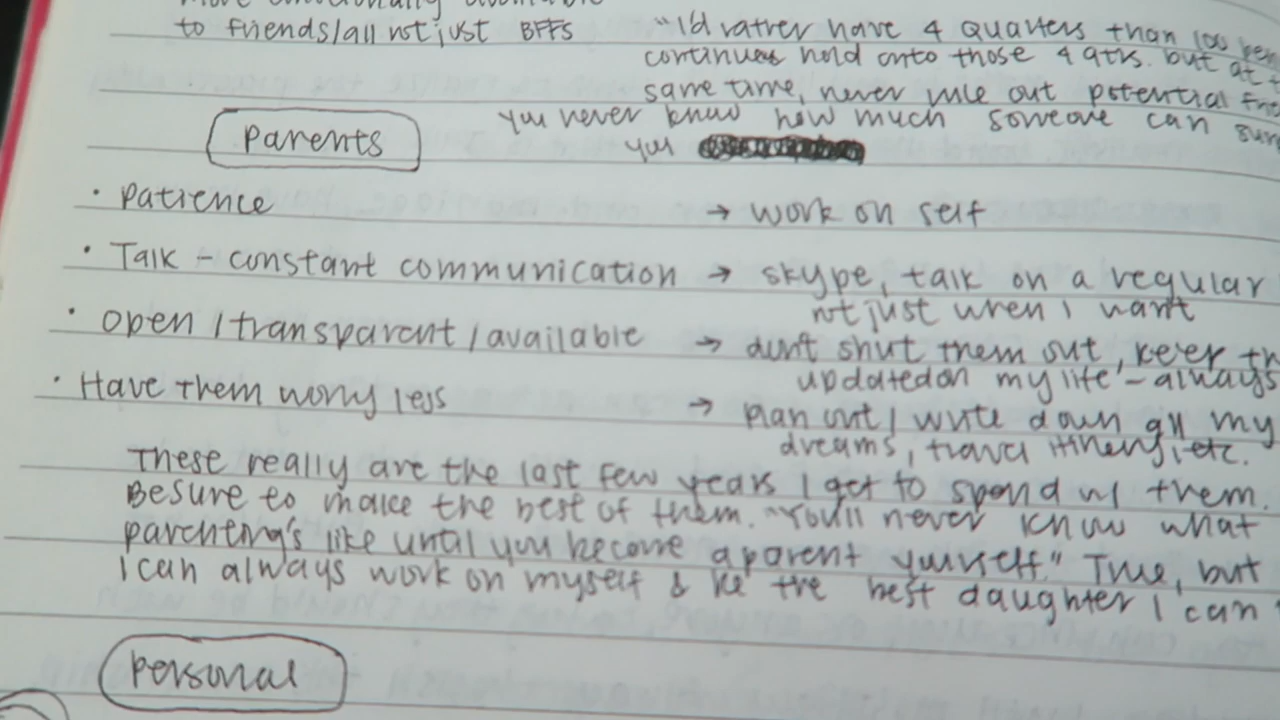 more emotionally available
to friends/all not just BFFS
"I'd rather have 4 quarters than 100
continues hold onto those 4 qtrs. but at
same time, never rule out potential
you never know how much someone can
you
Parents
• Patience → work on self
• Talk - constant communication → skype, talk on a regular
not just when I want
• Open / transparent / available → don't shut them out, keep
updated on my life - always
• Have them worry less → plan out / write down all my
dreams, travel itinery, etc.
These really are the last few years I get to spend w/ them.
Be sure to make the best of them. "You'll never know what
parenting's like until you become a parent yourself." True, but
I can always work on myself & be the best daughter I can
Personal